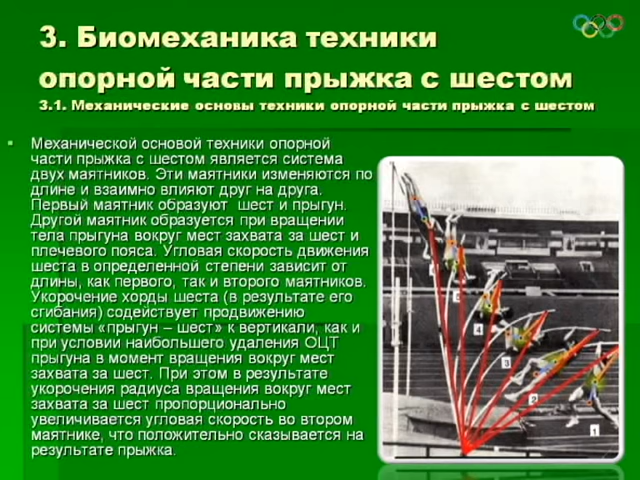 3. Биомеханика техники
опорной части прыжка с шестом
3.1. Механические основы техники опорной части прыжка с шестом
Механической основой техники опорной
части прыжка с шестом является система
двух маятников. Эти маятники изменяются по
длине и взаимно влияют друг на друга.
Первый маятник образуют шест и прыгун.
Другой маятник образуется при вращении
тела прыгуна вокруг мест захвата за шест и
плечевого пояса. Угловая скорость движения
шеста в определенной степени зависит от
длины, как первого, так и второго маятников.
Укорочение хорды шеста (в результате его
сгибания) содействует продвижению
системы «прыгун – шест» к вертикали, как и
при условии наибольшего удаления ОЦТ
прыгуна в момент вращения вокруг мест
захвата за шест. При этом в результате
укорочения радиуса вращения вокруг мест
захвата за шест пропорционально
увеличивается угловая скорость во втором
маятнике, что положительно сказывается на
результате прыжка.
6
5
4
3
2
1